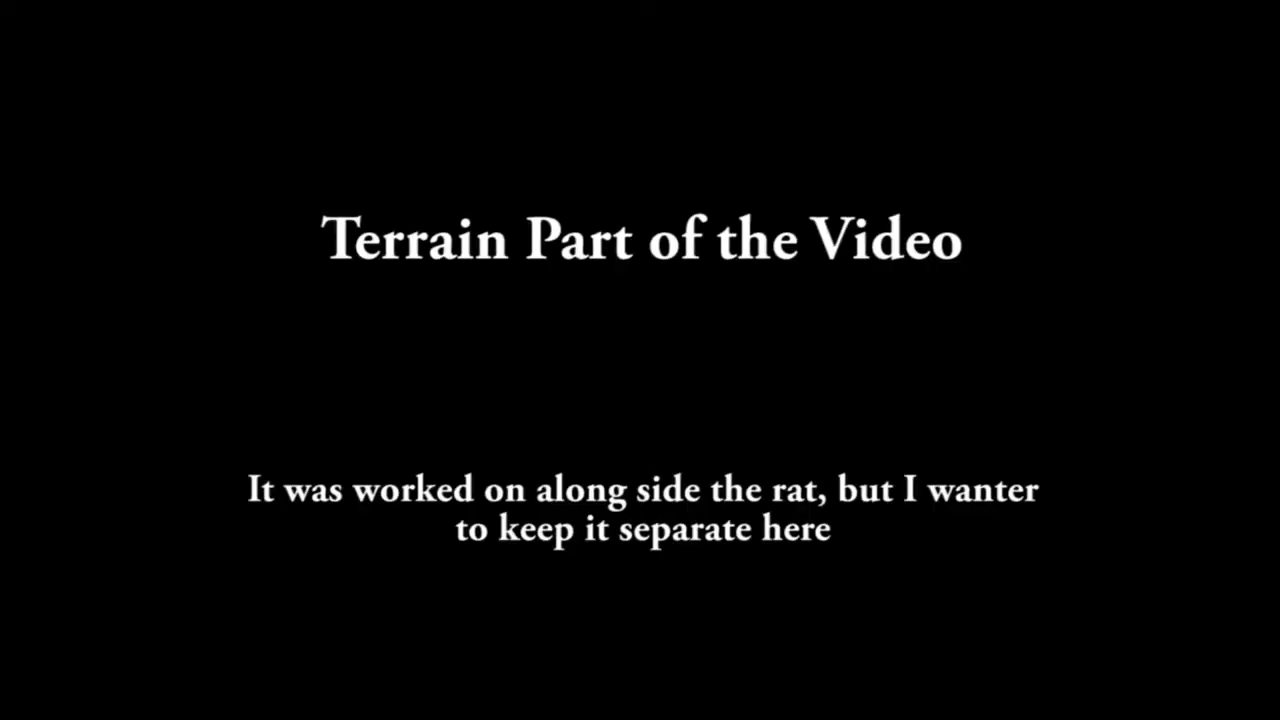 Terrain Part of the Video
It was worked on along side the rat, but I wanter
to keep it separate here